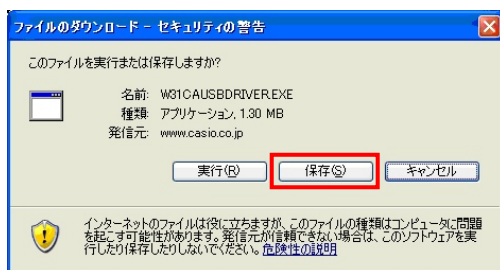 ファイルのダウンロード - セキュリティの警告
このファイルを実行または保存しますか?
名前: W31CAUSBDRIVER.EXE
種類: アプリケーション, 1.30 MB
発信元: www.casio.co.jp
実行(R) 保存(S) キャンセル
インターネットのファイルは役に立ちますが、このファイルの種類はコンピュータに問題
を起こす可能性があります。発信元が信頼できない場合は、このソフトウェアを実
行したり保存したりしないでください。危険性の説明